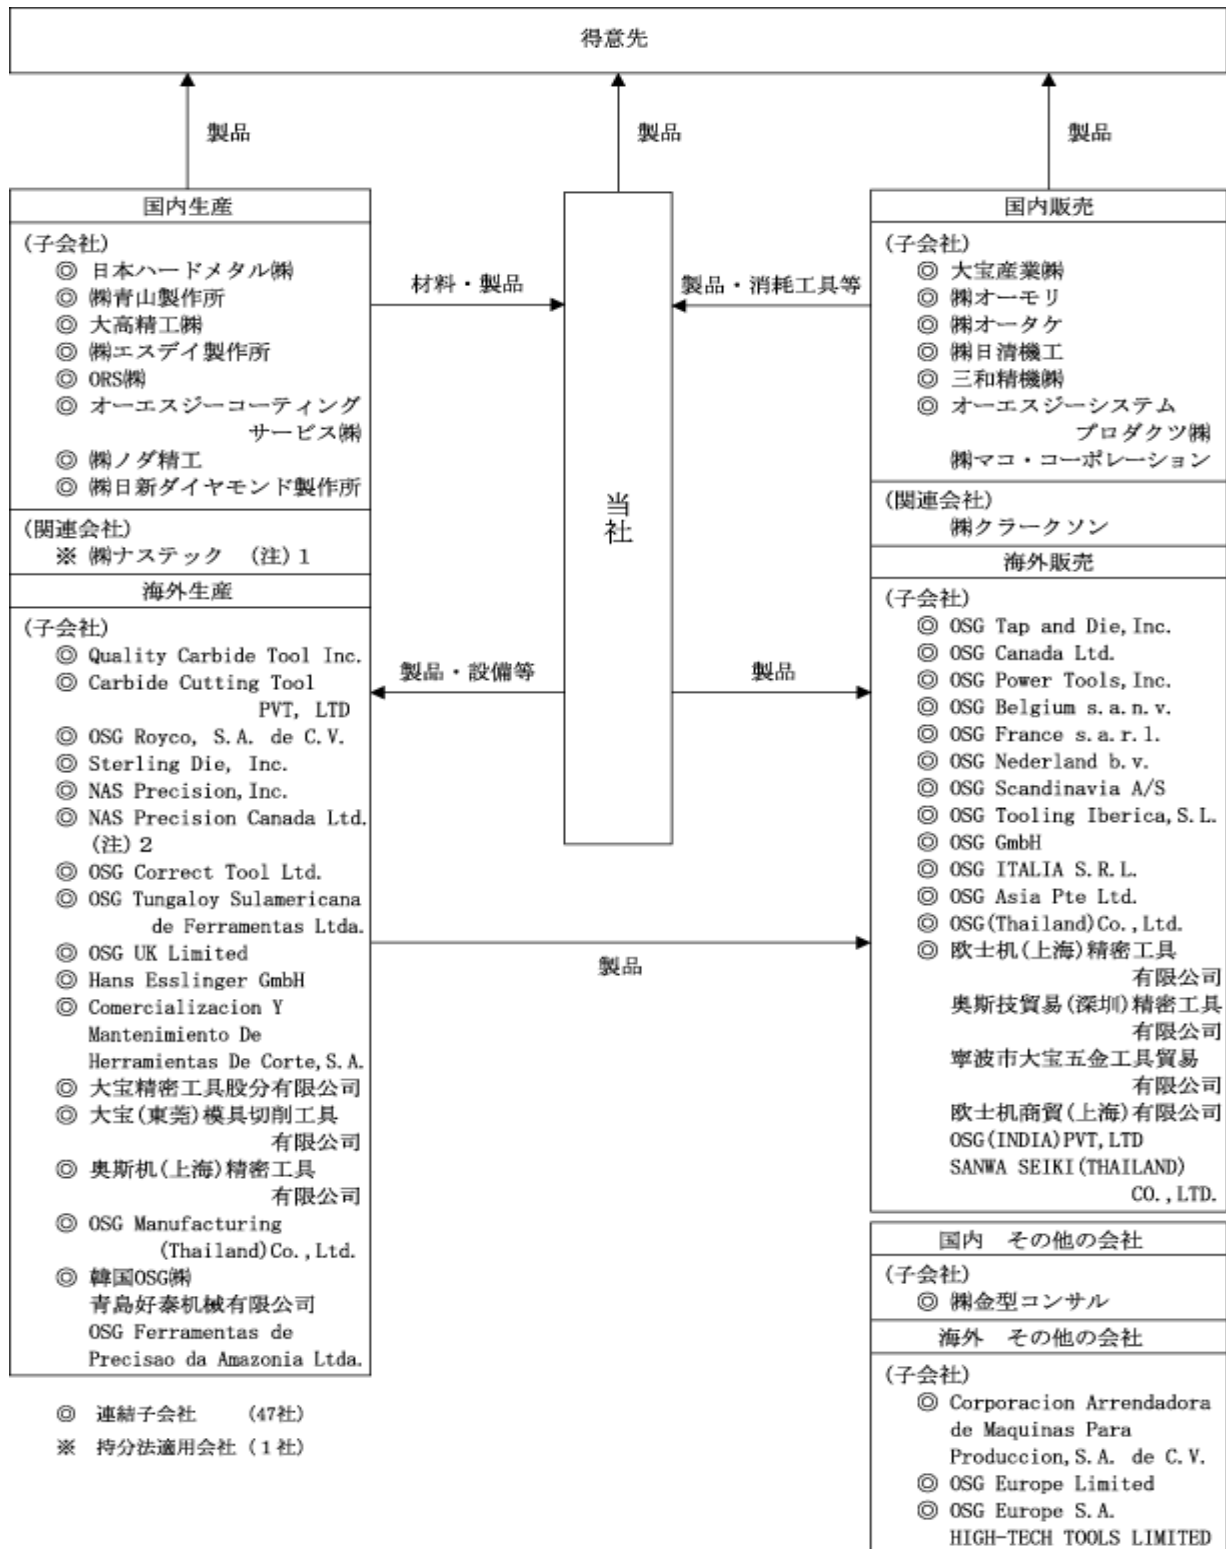 得意先
製品
製品
製品
国内生産
(子会社)
◎ 日本ハードメタル㈱
◎ ㈱青山製作所
◎ 大高精工㈱
◎ ㈱エスデイ製作所
◎ ORS㈱
◎ オーエスジーコーティング
サービス㈱
◎ ㈱ノダ精工
◎ ㈱日新ダイヤモンド製作所
(関連会社)
※ ㈱ナステック (注)1
海外生産
(子会社)
◎ Quality Carbide Tool Inc.
◎ Carbide Cutting Tool
PVT, LTD
◎ OSG Royco, S.A. de C.V.
◎ Sterling Die, Inc.
◎ NAS Precision,Inc.
◎ NAS Precision Canada Ltd.
(注)2
◎ OSG Correct Tool Ltd.
◎ OSG Tungaloy Sulamericana
de Ferramentas Ltda.
◎ OSG UK Limited
◎ Hans Esslinger GmbH
◎ Comercializacion Y
Mantenimiento De
Herramientas De Corte,S.A.
◎ 大宝精密工具股分有限公司
◎ 大宝(東莞)模具切削工具
有限公司
◎ 奥斯机(上海)精密工具
有限公司
◎ OSG Manufacturing
(Thailand)Co.,Ltd.
◎ 韓国OSG㈱
青島好泰机械有限公司
OSG Ferramentas de
Precisao da Amazonia Ltda.
材料・製品
製品・消耗工具等
当社
製品・設備等
製品
製品
国内販売
(子会社)
◎ 大宝産業㈱
◎ ㈱オーモリ
◎ ㈱オータケ
◎ ㈱日清機工
◎ 三和精機㈱
◎ オーエスジーシステム
プロダクツ㈱
㈱マコ・コーポレーション
(関連会社)
㈱クラークソン
海外販売
(子会社)
◎ OSG Tap and Die,Inc.
◎ OSG Canada Ltd.
◎ OSG Power Tools,Inc.
◎ OSG Belgium s.a.n.v.
◎ OSG France s.a.r.l.
◎ OSG Nederland b.v.
◎ OSG Scandinavia A/S
◎ OSG Tooling Iberica,S.L.
◎ OSG GmbH
◎ OSG ITALIA S.R.L.
◎ OSG Asia Pte Ltd.
◎ OSG(Thailand)Co.,Ltd.
◎ 欧士机(上海)精密工具
有限公司
奥斯技貿易(深圳)精密工具
有限公司
寧波市大宝五金工具貿易
有限公司
欧士机商貿(上海)有限公司
OSG(INDIA)PVT,LTD
SANWA SEIKI(THAILAND)
CO.,LTD.
国内 その他の会社
(子会社)
◎ ㈱金型コンサル
海外 その他の会社
(子会社)
◎ Corporacion Arrendadora
de Maquinas Para
Produccion,S.A. de C.V.
◎ OSG Europe Limited
◎ OSG Europe S.A.
HIGH-TECH TOOLS LIMITED
◎ 連結子会社 (47社)
※ 持分法適用会社 (1社)